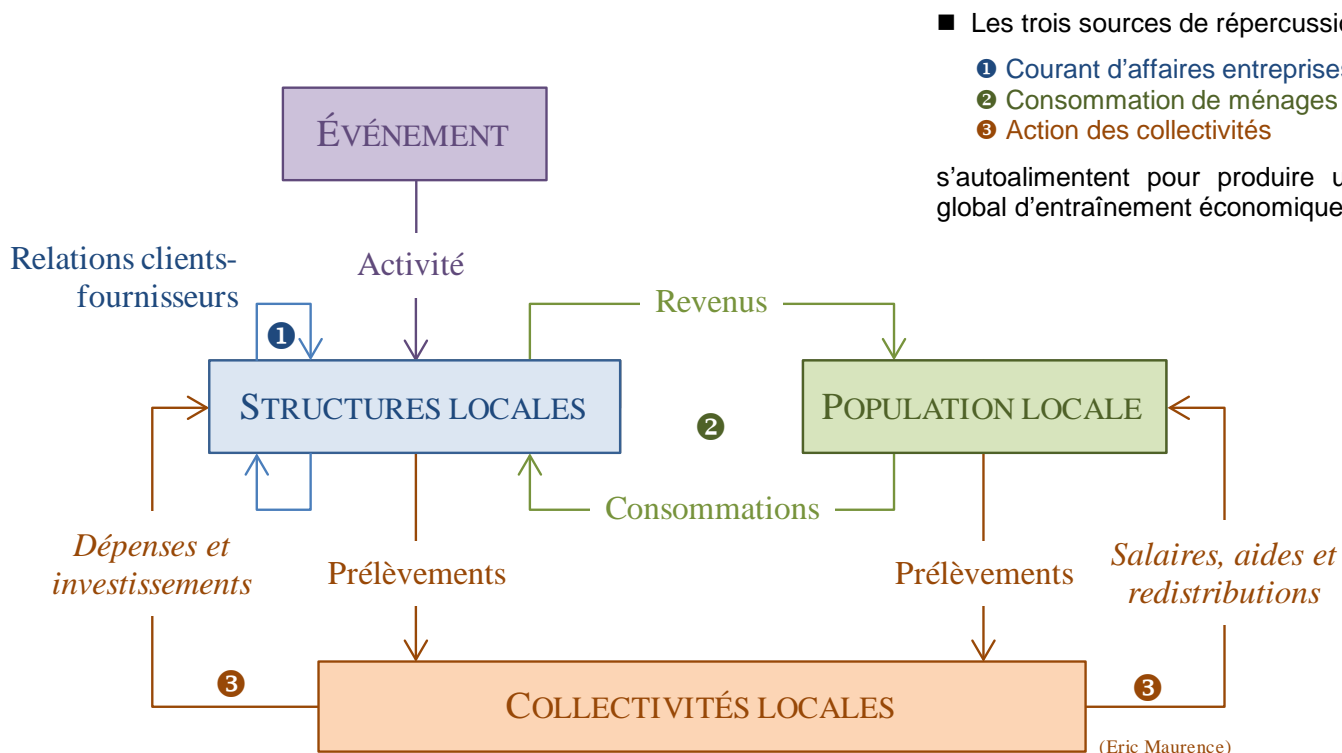 ■ Les trois sources de répercussi
❶ Courant d'affaires entreprises
❷ Consommation de ménages
❸ Action des collectivités
s'autoalimentent pour produire u
global d'entraînement économique
ÉVÉNEMENT
Relations clients-
fournisseurs
Activité
Revenus
❶
STRUCTURES LOCALES
❷
POPULATION LOCALE
Consommations
Dépenses et
investissements
Prélèvements
Prélèvements
Salaires, aides et
redistributions
❸
❸
COLLECTIVITÉS LOCALES
(Eric Maurence)